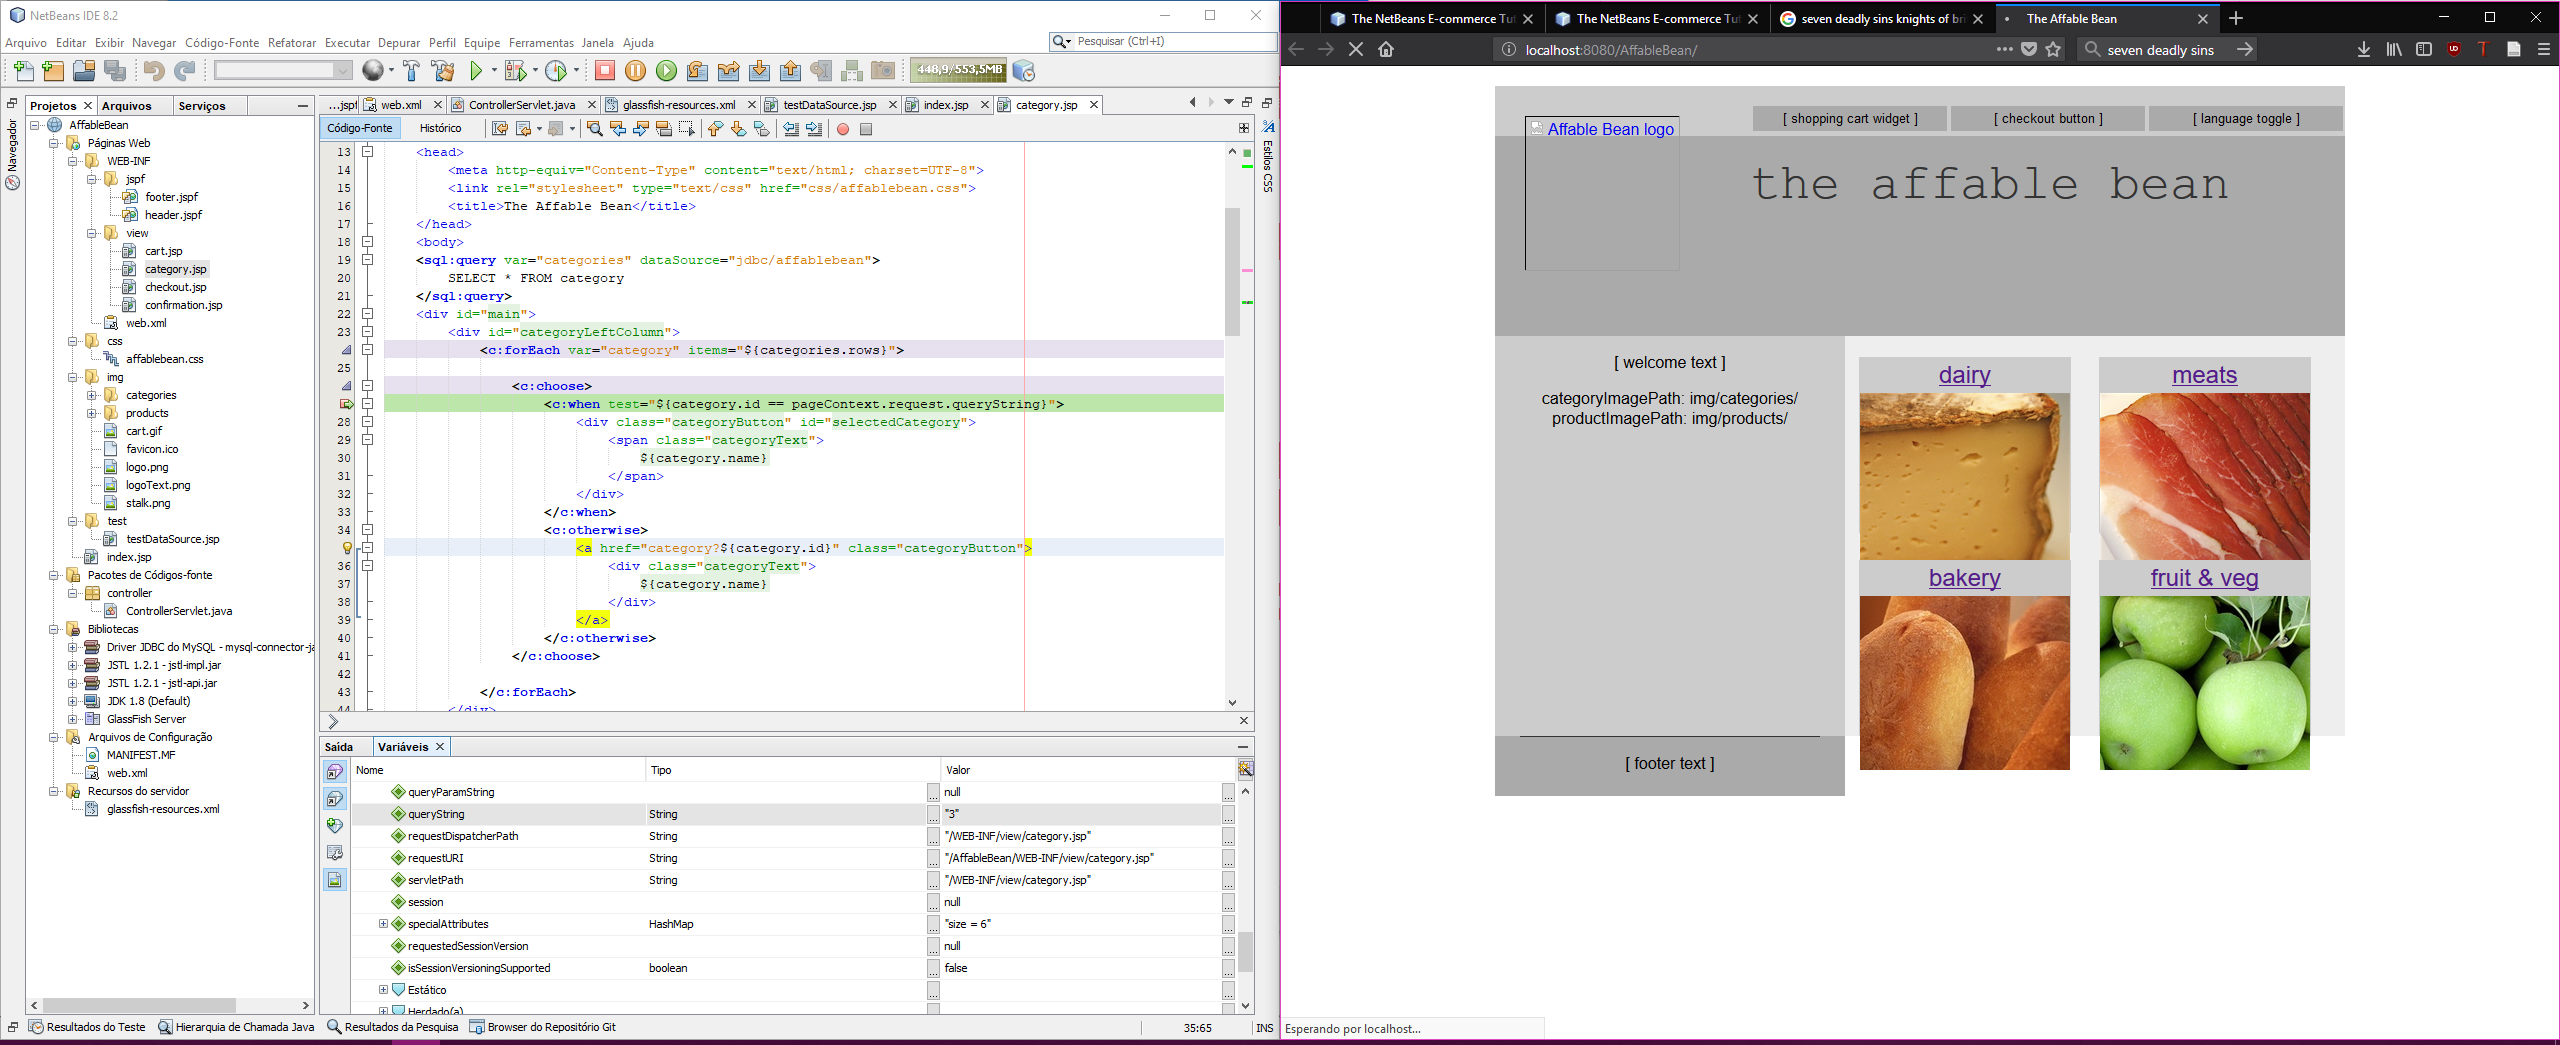 NetBeans IDE 8.2
Arquivo Editar Exibir Navegar Código-Fonte Refatorar Executar Depurar Perfil Equipe Ferramentas Janela Ajuda
Pesquisar (Ctrl+I)
448,9/553,5MB
Projetos Arquivos Serviços
Navegador
AffableBean
Páginas Web
WEB-INF
jspf
footer.jspf
header.jspf
view
cart.jsp
category.jsp
checkout.jsp
confirmation.jsp
web.xml
css
affablebean.css
img
categories
products
cart.gif
favicon.ico
logo.png
logoText.png
stalk.png
test
testDataSource.jsp
index.jsp
Pacotes de Códigos-fonte
controller
ControllerServlet.java
Bibliotecas
Driver JDBC do MySQL - mysql-connector-ja
JSTL 1.2.1 - jstl-impl.jar
JSTL 1.2.1 - jstl-api.jar
JDK 1.8 (Default)
GlassFish Server
Arquivos de Configuração
MANIFEST.MF
web.xml
Recursos do servidor
glassfish-resources.xml
...jspf web.xml ControllerServlet.java glassfish-resources.xml testDataSource.jsp index.jsp category.jsp
Código-Fonte Histórico
Estilos CSS
13 <head>
14 <meta http-equiv="Content-Type" content="text/html; charset=UTF-8">
15 <link rel="stylesheet" type="text/css" href="css/affablebean.css">
16 <title>The Affable Bean</title>
17 </head>
18 <body>
19 <sql:query var="categories" dataSource="jdbc/affablebean">
20 SELECT * FROM category
21 </sql:query>
22 <div id="main">
23 <div id="categoryLeftColumn">
<c:forEach var="category" items="${categories.rows}">
25
<c:choose>
<c:when test="${category.id == pageContext.request.queryString}">
28 <div class="categoryButton" id="selectedCategory">
29 <span class="categoryText">
30 ${category.name}
31 </span>
32 </div>
33 </c:when>
34 <c:otherwise>
<a href="category?${category.id}" class="categoryButton">
36 <div class="categoryText">
37 ${category.name}
38 </div>
39 </a>
40 </c:otherwise>
41 </c:choose>
42
43 </c:forEach>
44 </div>
Saída Variáveis
Nome Tipo Valor
queryParamString null
queryString String "3"
requestDispatcherPath String "/WEB-INF/view/category.jsp"
requestURI String "/AffableBean/WEB-INF/view/category.jsp"
servletPath String "/WEB-INF/view/category.jsp"
session null
specialAttributes HashMap "size = 6"
requestedSessionVersion null
isSessionVersioningSupported boolean false
Estático
Herdado(a)
Resultados do Teste Hierarquia de Chamada Java Resultados da Pesquisa Browser do Repositório Git
35:65 INS
The NetBeans E-commerce Tut The NetBeans E-commerce Tut seven deadly sins knights of bri The Affable Bean
localhost:8080/AffableBean/
seven deadly sins
Affable Bean logo
[ shopping cart widget ] [ checkout button ] [ language toggle ]
the affable bean
[ welcome text ]
categoryImagePath: img/categories/
productImagePath: img/products/
dairy meats
bakery fruit & veg
[ footer text ]
Esperando por localhost...